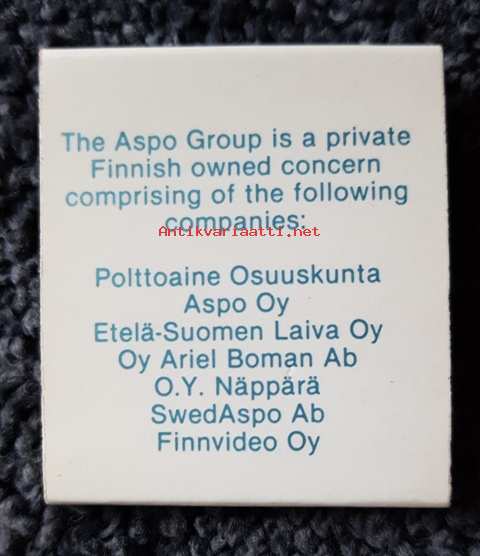 The Aspo Group is a private
Finnish owned concern
comprising of the following
companies:
Antikvariaatti.net
Polttoaine Osuuskunta
Aspo Oy
Etelä-Suomen Laiva Oy
Oy Ariel Boman Ab
O.Y. Näppärä
SwedAspo Ab
Finnvideo Oy